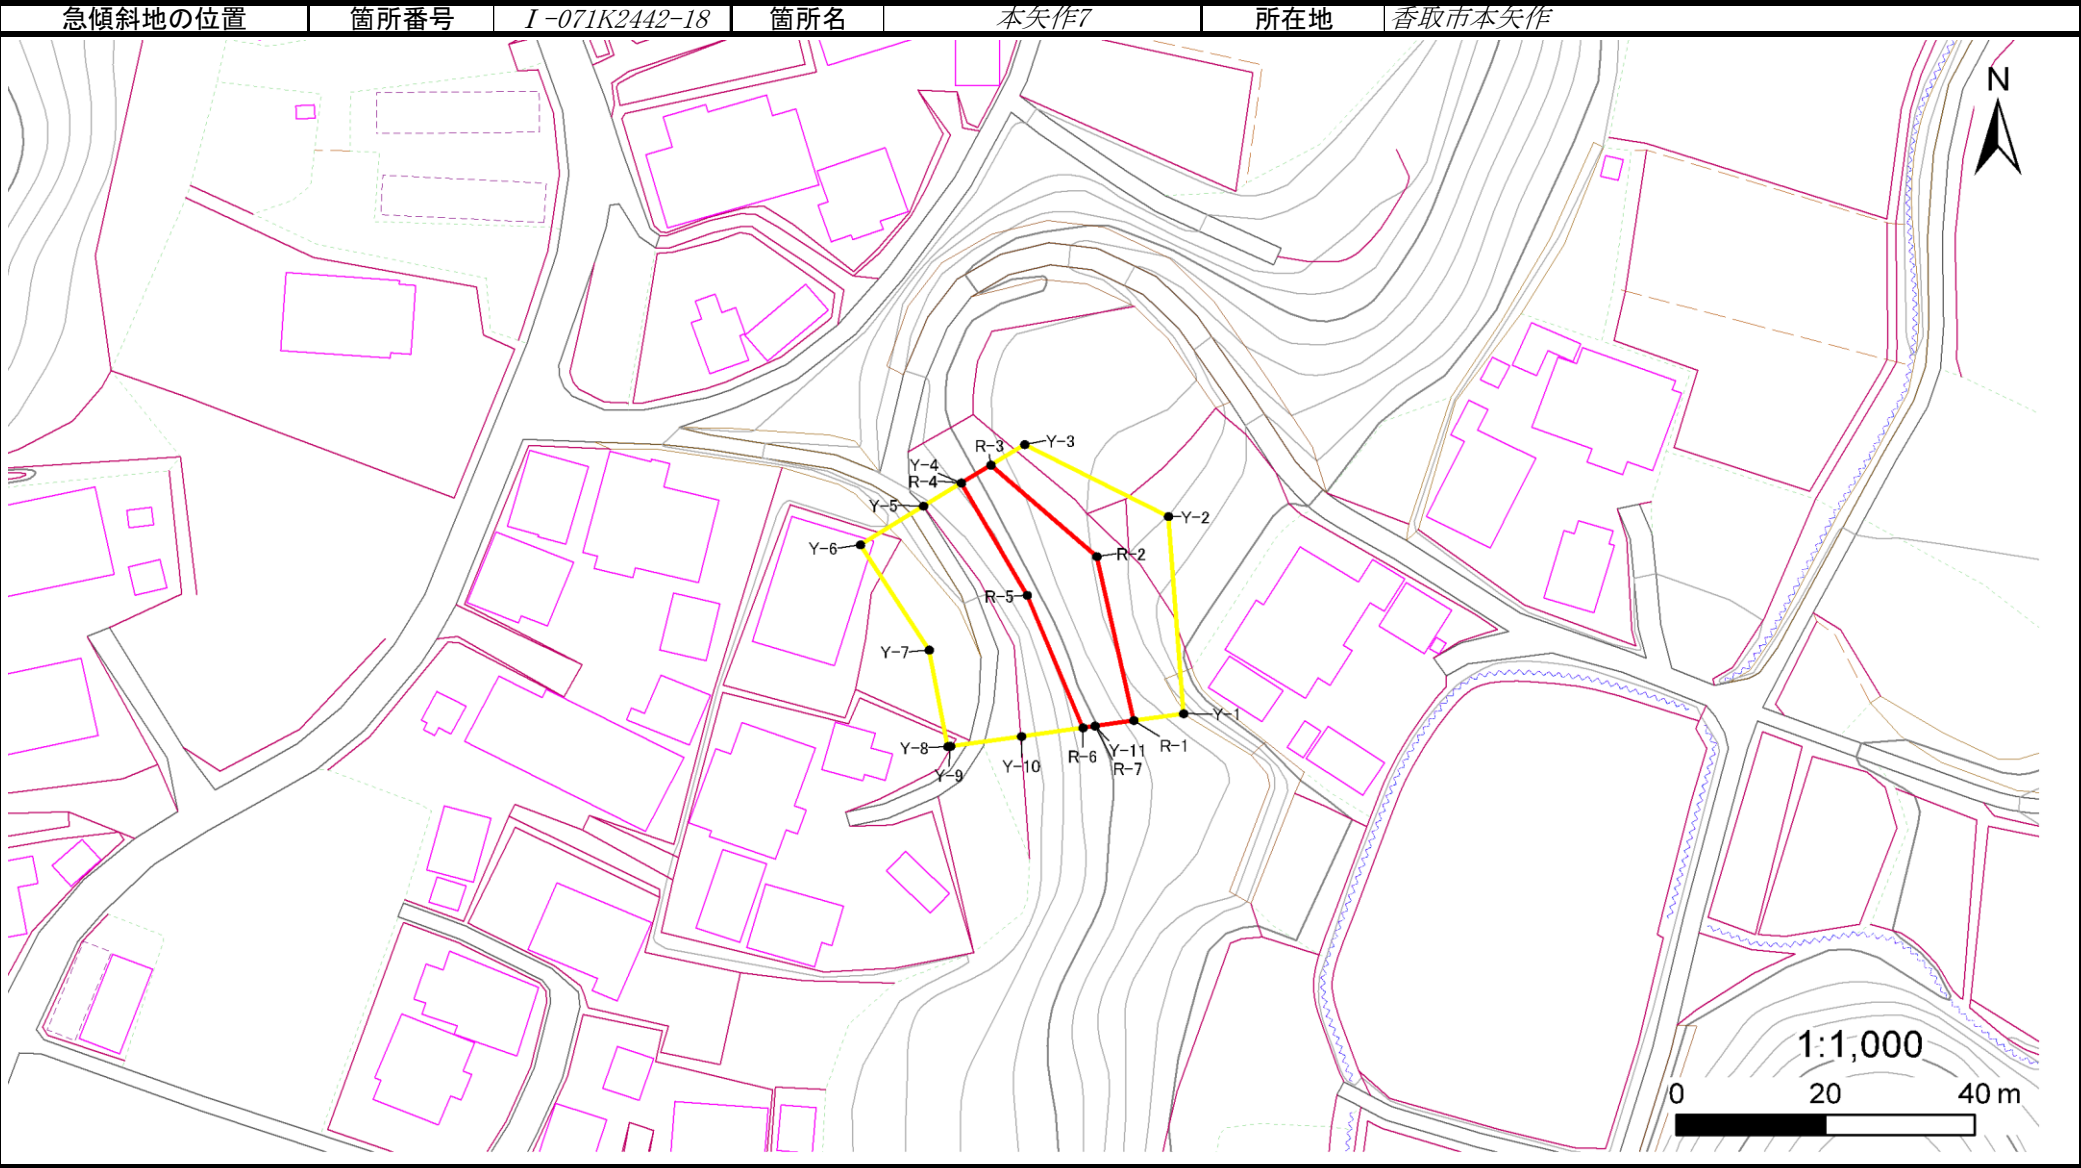 急傾斜地の位置 箇所番号 Ⅰ-071K2442-18 箇所名 本矢作7 所在地 香取市本矢作
N
Y-3
R-3
Y-4
R-4
Y-5
Y-2
Y-6
R-2
R-5
Y-7
Y-1
Y-8
R-6
Y-11
R-1
Y-10
R-7
Y-9
1:1,000
0 20 40 m